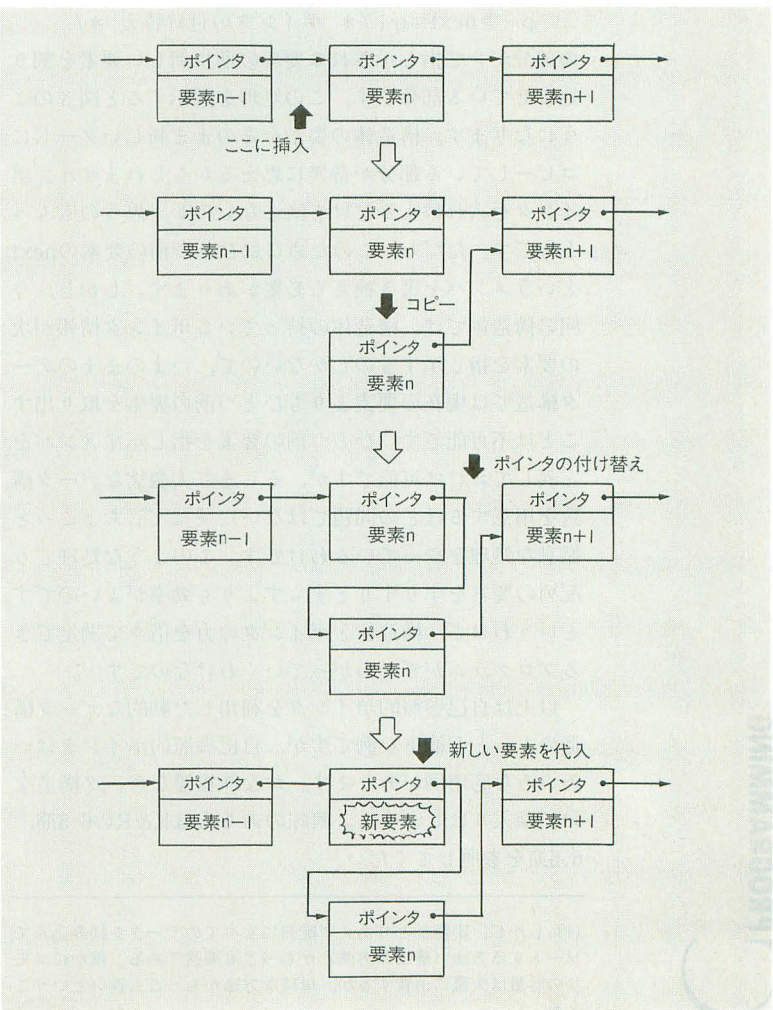 ポインタ ポインタ ポインタ
要素n−1 要素n 要素n+1
ここに挿入
ポインタ ポインタ ポインタ
要素n−1 要素n 要素n+1
コピー
ポインタ
要素n
ポインタの付け替え
ポインタ ポインタ ポインタ
要素n−1 要素n 要素n+1
ポインタ
要素n
新しい要素を代入
ポインタ ポインタ ポインタ
要素n−1 新要素 要素n+1
ポインタ
要素n